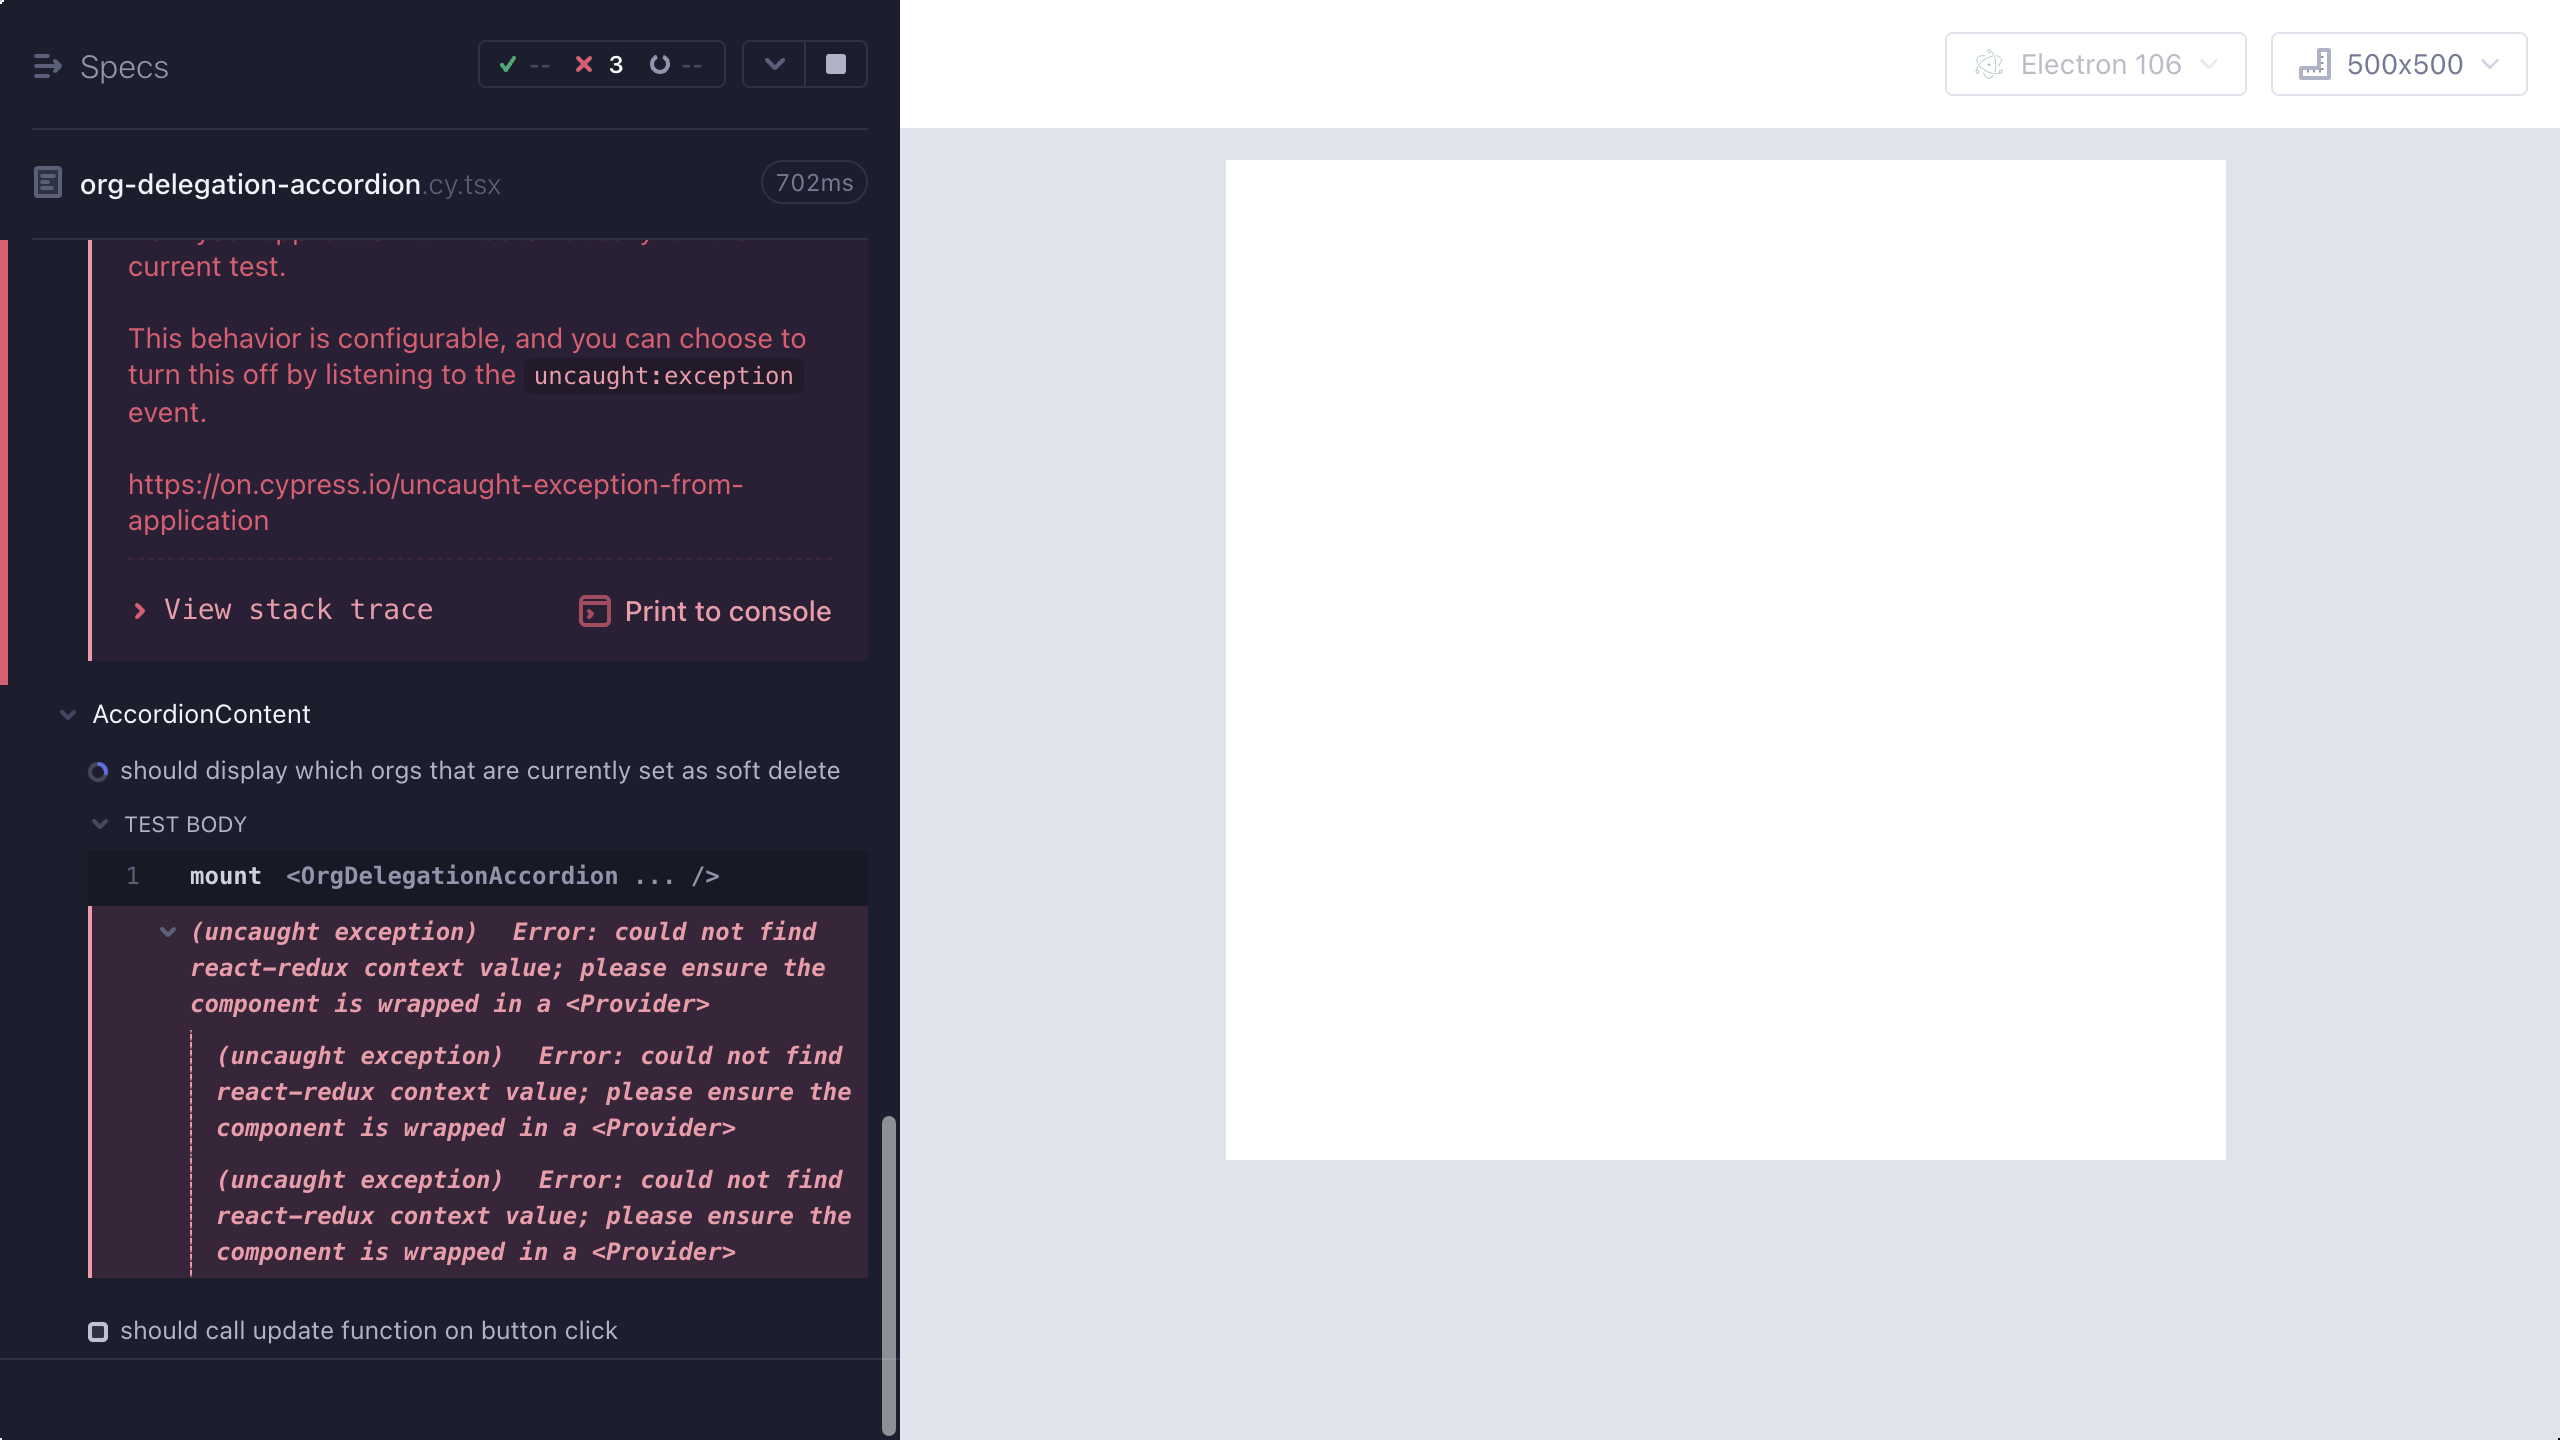 Specs
-- 3 --
Electron 106
500x500
org-delegation-accordion.cy.tsx
702ms
current test.
This behavior is configurable, and you can choose to
turn this off by listening to the uncaught:exception
event.
https://on.cypress.io/uncaught-exception-from-
application
View stack trace
Print to console
AccordionContent
should display which orgs that are currently set as soft delete
TEST BODY
1 mount <OrgDelegationAccordion ... />
(uncaught exception) Error: could not find
react-redux context value; please ensure the
component is wrapped in a <Provider>
(uncaught exception) Error: could not find
react-redux context value; please ensure the
component is wrapped in a <Provider>
(uncaught exception) Error: could not find
react-redux context value; please ensure the
component is wrapped in a <Provider>
should call update function on button click